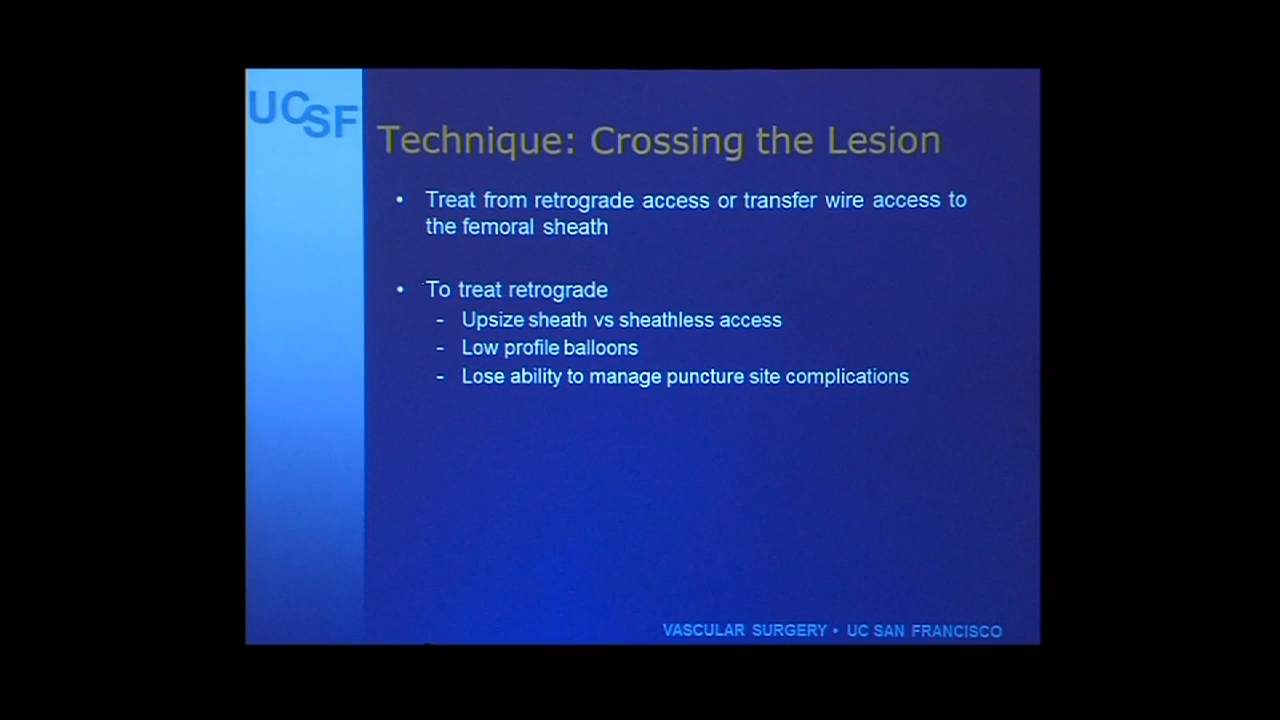 UCSF
Technique: Crossing the Lesion
• Treat from retrograde access or transfer wire access to
the femoral sheath
• To treat retrograde
- Upsize sheath vs sheathless access
- Low profile balloons
- Lose ability to manage puncture site complications
VASCULAR SURGERY • UC SAN FRANCISCO